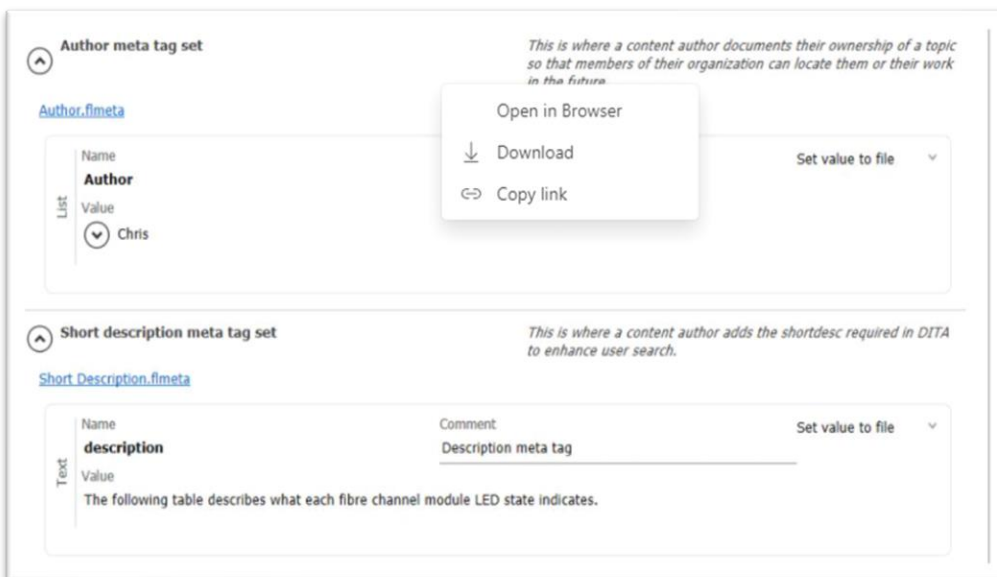 Author meta tag set
This is where a content author documents their ownership of a topic
so that members of their organization can locate them or their work
in the future
Author.flmeta
Open in Browser
Download
Copy link
Name
Author
Set value to file
List
Value
Chris
Short description meta tag set
This is where a content author adds the shortdesc required in DITA
to enhance user search.
Short Description.flmeta
Name
description
Comment
Description meta tag
Set value to file
Text
Value
The following table describes what each fibre channel module LED state indicates.